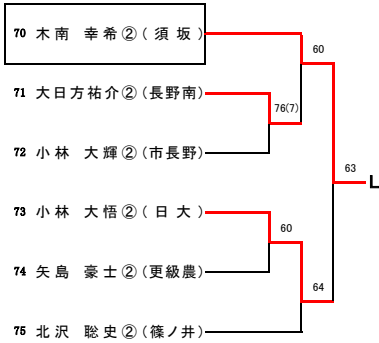 70 木南 幸希②(須坂)
60
71 大日方祐介②(長野南)
76(7)
72 小林 大輝②(市長野)
63
L
73 小林 大悟②(日大)
60
74 矢島 豪士②(更級農)
64
75 北沢 聡史②(篠ノ井)